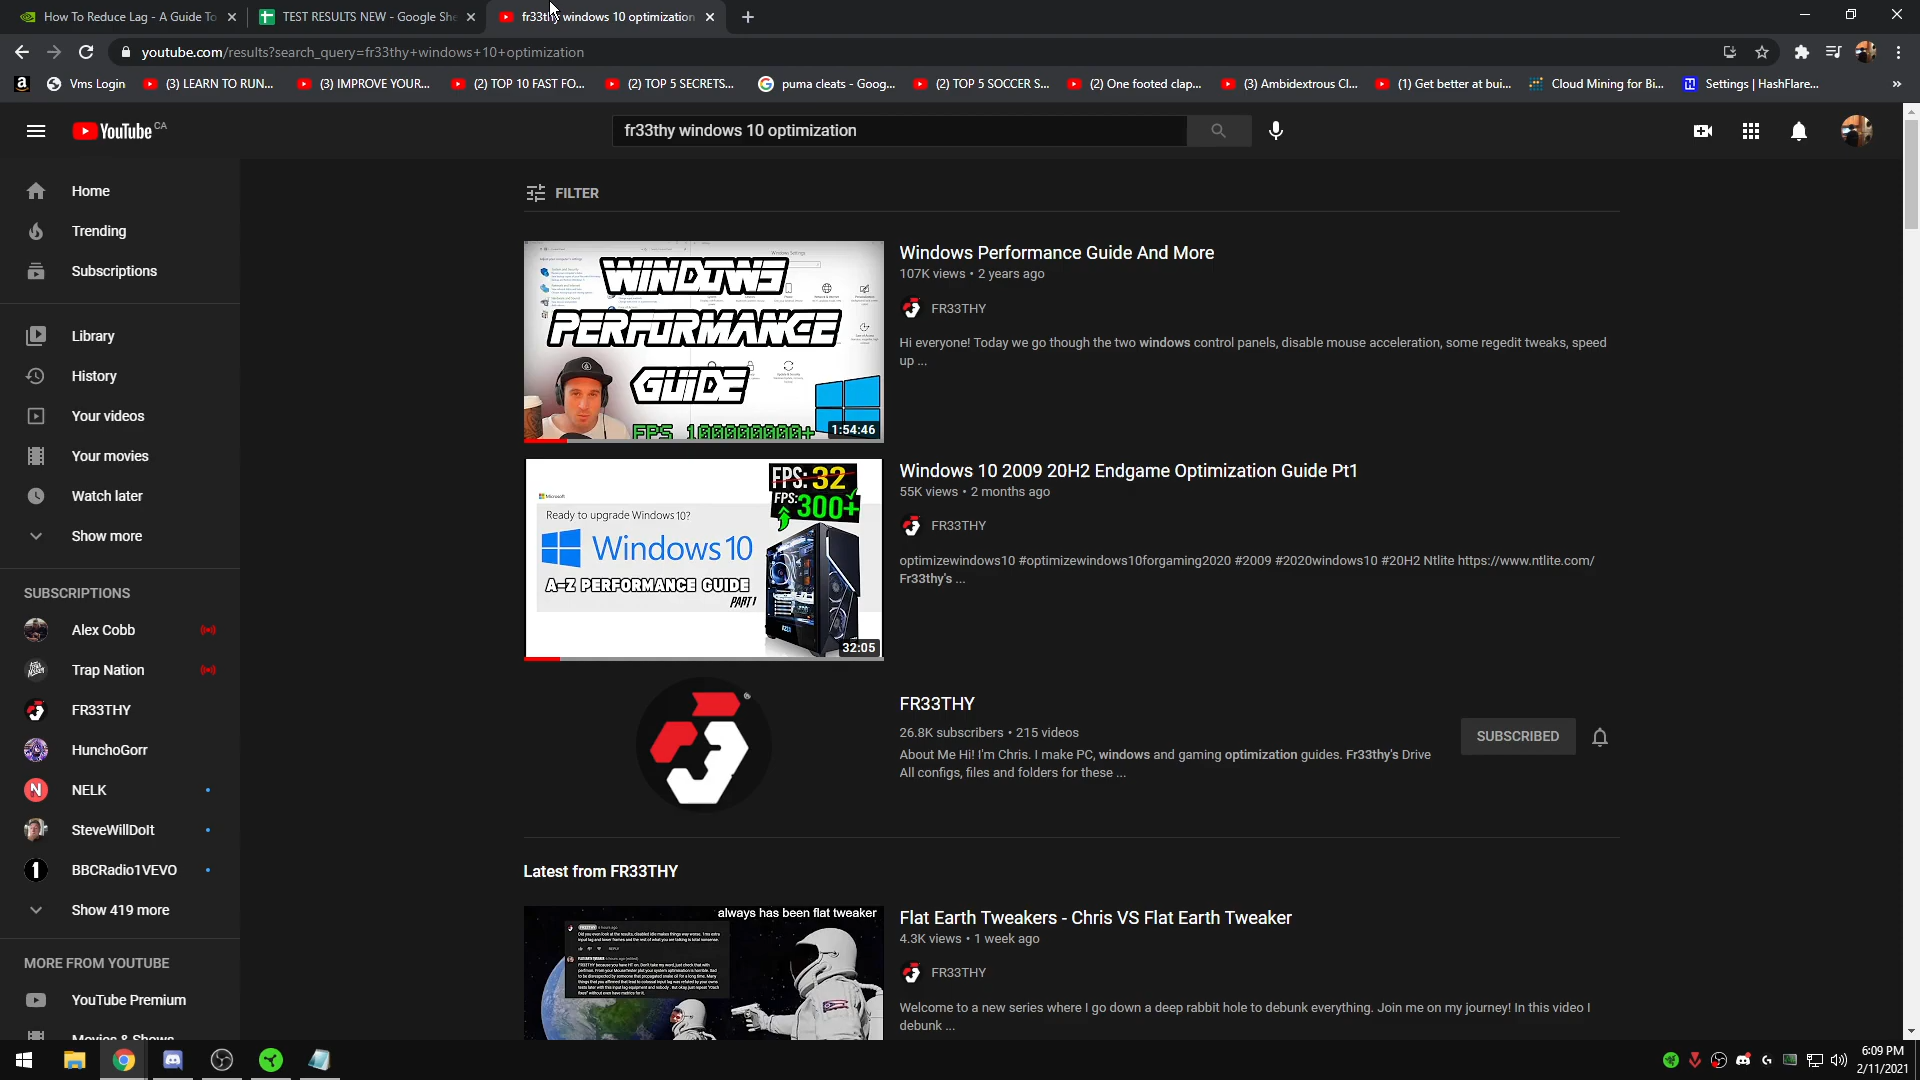 How To Reduce Lag - A Guide To
TEST RESULTS NEW - Google She
fr33thy windows 10 optimization
youtube.com/results?search_query=fr33thy+windows+10+optimization
Vms Login
(3) LEARN TO RUN...
(3) IMPROVE YOUR...
(2) TOP 10 FAST FO...
(2) TOP 5 SECRETS...
puma cleats - Goog...
(2) TOP 5 SOCCER S...
(2) One footed clap...
(3) Ambidextrous Cl...
(1) Get better at bui...
Cloud Mining for Bi...
Settings | HashFlare...
YouTube CA
fr33thy windows 10 optimization
Home
Trending
Subscriptions
Library
History
Your videos
Your movies
Watch later
Show more
SUBSCRIPTIONS
Alex Cobb
Trap Nation
FR33THY
HunchoGorr
NELK
SteveWillDoIt
BBCRadio1VEVO
Show 419 more
MORE FROM YOUTUBE
YouTube Premium
Movies & Shows
FILTER
WINDOWS
PERFORMANCE
GUIDE
FPS 100000000+
1:54:46
Windows Performance Guide And More
107K views • 2 years ago
FR33THY
Hi everyone! Today we go though the two windows control panels, disable mouse acceleration, some regedit tweaks, speed
up ...
FPS: 32
FPS: 300+
Microsoft
Ready to upgrade Windows10?
Windows 10
A-Z PERFORMANCE GUIDE
PART 1
32:05
Windows 10 2009 20H2 Endgame Optimization Guide Pt1
55K views • 2 months ago
FR33THY
optimizewindows10 #optimizewindows10forgaming2020 #2009 #2020windows10 #20H2 Ntlite https://www.ntlite.com/
Fr33thy's ...
FR33THY
26.8K subscribers • 215 videos
About Me Hi! I'm Chris. I make PC, windows and gaming optimization guides. Fr33thy's Drive
All configs, files and folders for these ...
SUBSCRIBED
Latest from FR33THY
always has been flat tweaker
Flat Earth Tweakers - Chris VS Flat Earth Tweaker
4.3K views • 1 week ago
FR33THY
Welcome to a new series where I go down a deep rabbit hole to debunk everything. Join me on my journey! In this video I
debunk ...
6:09 PM
2/11/2021